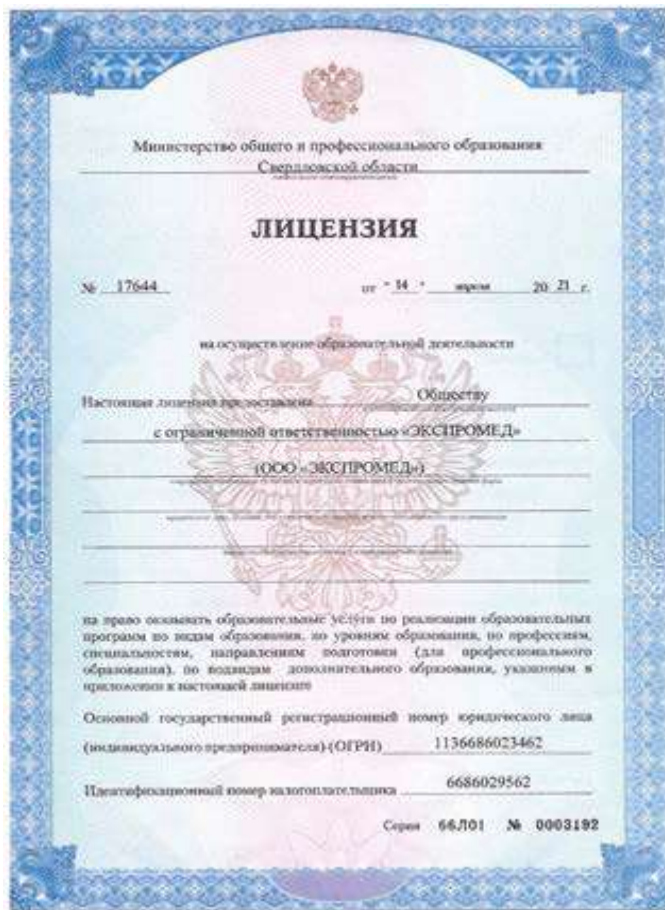 Министерство общего и профессионального образования
Свердловской области
ЛИЦЕНЗИЯ
№ 17644 от " 14 " апреля 20 21 г.
на осуществление образовательной деятельности
Настоящая лицензия предоставлена Обществу
с ограниченной ответственностью «ЭКСПРОМЕД»
(ООО «ЭКСПРОМЕД»)
на право оказывать образовательные услуги по реализации образовательных
программ по видам образования, по уровням образования, по профессиям,
специальностям, направлениям подготовки (для профессионального
образования), по подвидам дополнительного образования, указанным в
приложении к настоящей лицензии
Основной государственный регистрационный номер юридического лица
(индивидуального предпринимателя) (ОГРН) 1136686023462
Идентификационный номер налогоплательщика 6686029562
Серия 66Л01 № 0003192